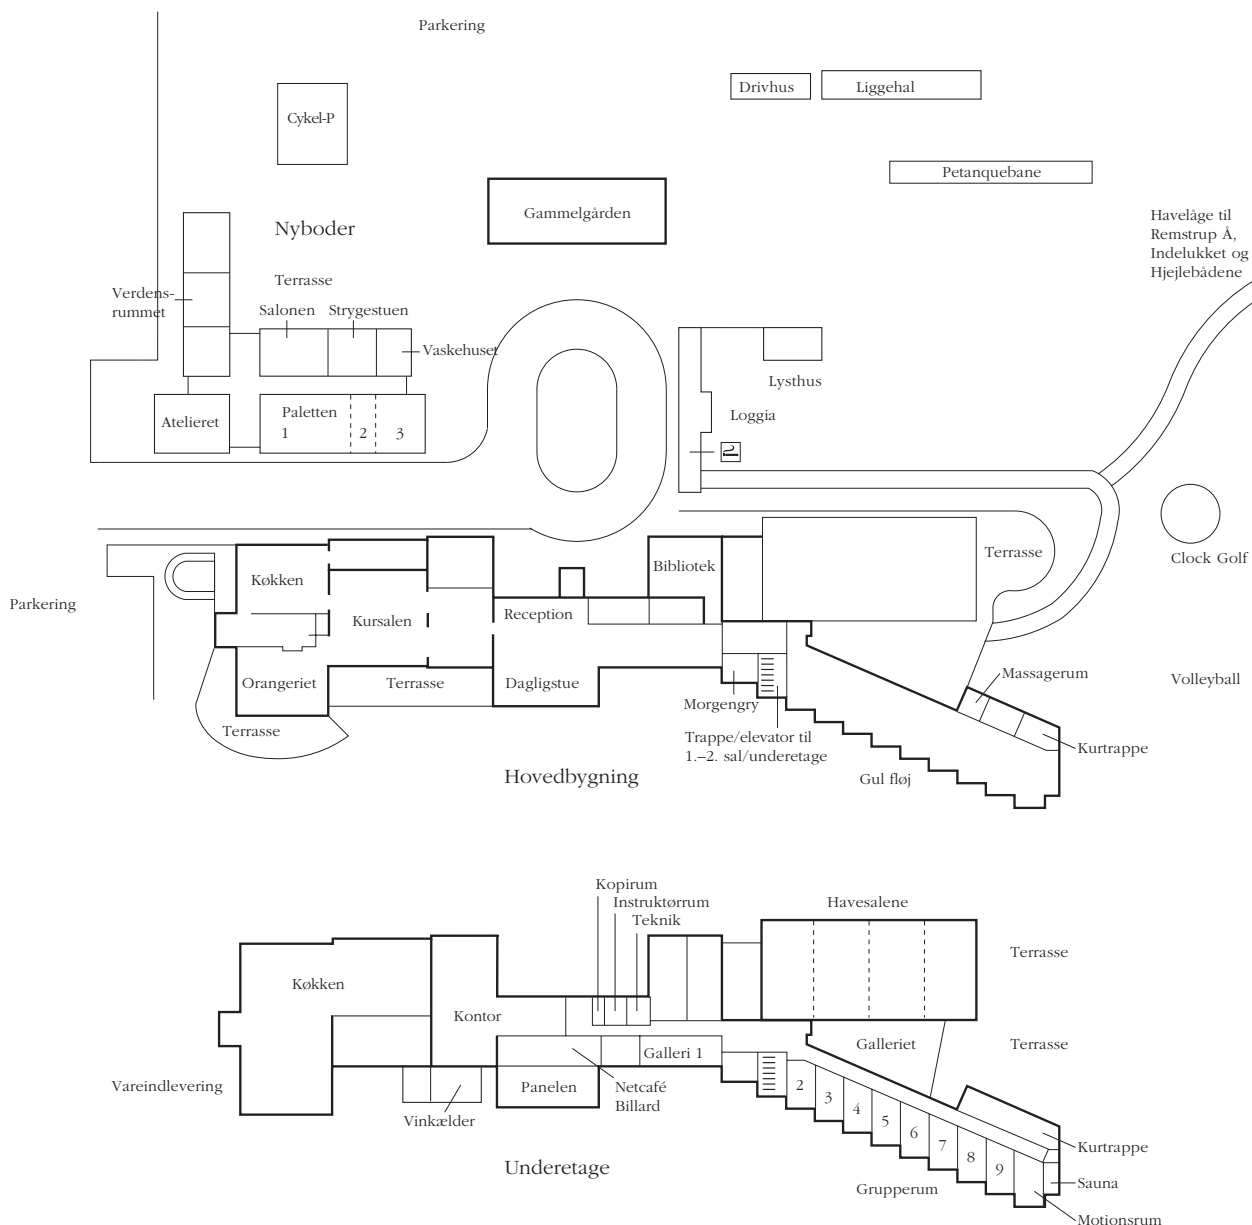 Parkering
Drivhus
Liggehal
Cykel-P
Petanquebane
Gammelgården
Nyboder
Havelåge til
Remstrup Å,
Indelukket og
Hjejlebådene
Terrasse
Verdens-
rummet
Salonen
Strygestuen
Vaskehuset
Lysthus
Atelieret
Paletten
1
2
3
Loggia
Terrasse
Clock Golf
Køkken
Bibliotek
Parkering
Kursalen
Reception
Orangeriet
Terrasse
Dagligstue
Massagerum
Volleyball
Morgengry
Terrasse
Trappe/elevator til
1.–2. sal/underetage
Kurtrappe
Hovedbygning
Gul fløj
Kopirum
Instruktørrum
Teknik
Havesalene
Terrasse
Køkken
Kontor
Galleri 1
Galleriet
Terrasse
Vareindlevering
Panelen
Netcafé
Billard
Vinkælder
2
3
4
5
6
7
8
9
Kurtrappe
Underetage
Grupperum
Sauna
Motionsrum